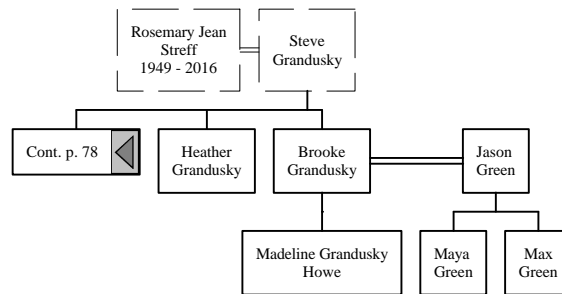 Rosemary Jean
Streff
1949 - 2016
Steve
Grandusky
Cont. p. 78
Heather
Grandusky
Brooke
Grandusky
Jason
Green
Madeline Grandusky
Howe
Maya
Green
Max
Green